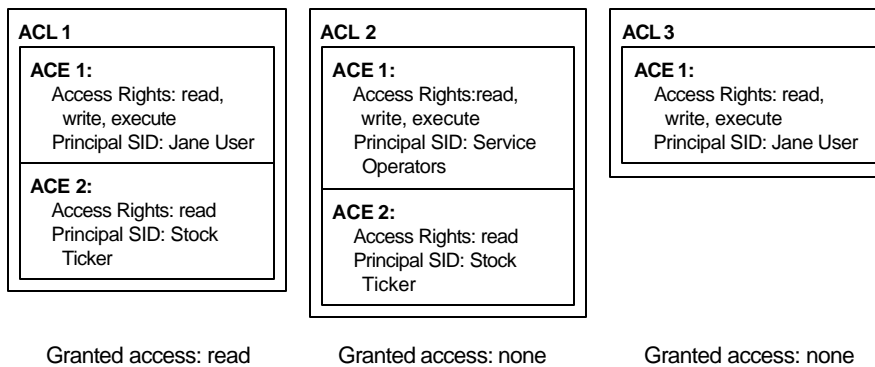 ACL 1
ACE 1:
Access Rights: read,
write, execute
Principal SID: Jane User
ACE 2:
Access Rights: read
Principal SID: Stock
Ticker
Granted access: read
ACL 2
ACE 1:
Access Rights:read,
write, execute
Principal SID: Service
Operators
ACE 2:
Access Rights: read
Principal SID: Stock
Ticker
Granted access: none
ACL 3
ACE 1:
Access Rights: read,
write, execute
Principal SID: Jane User
Granted access: none